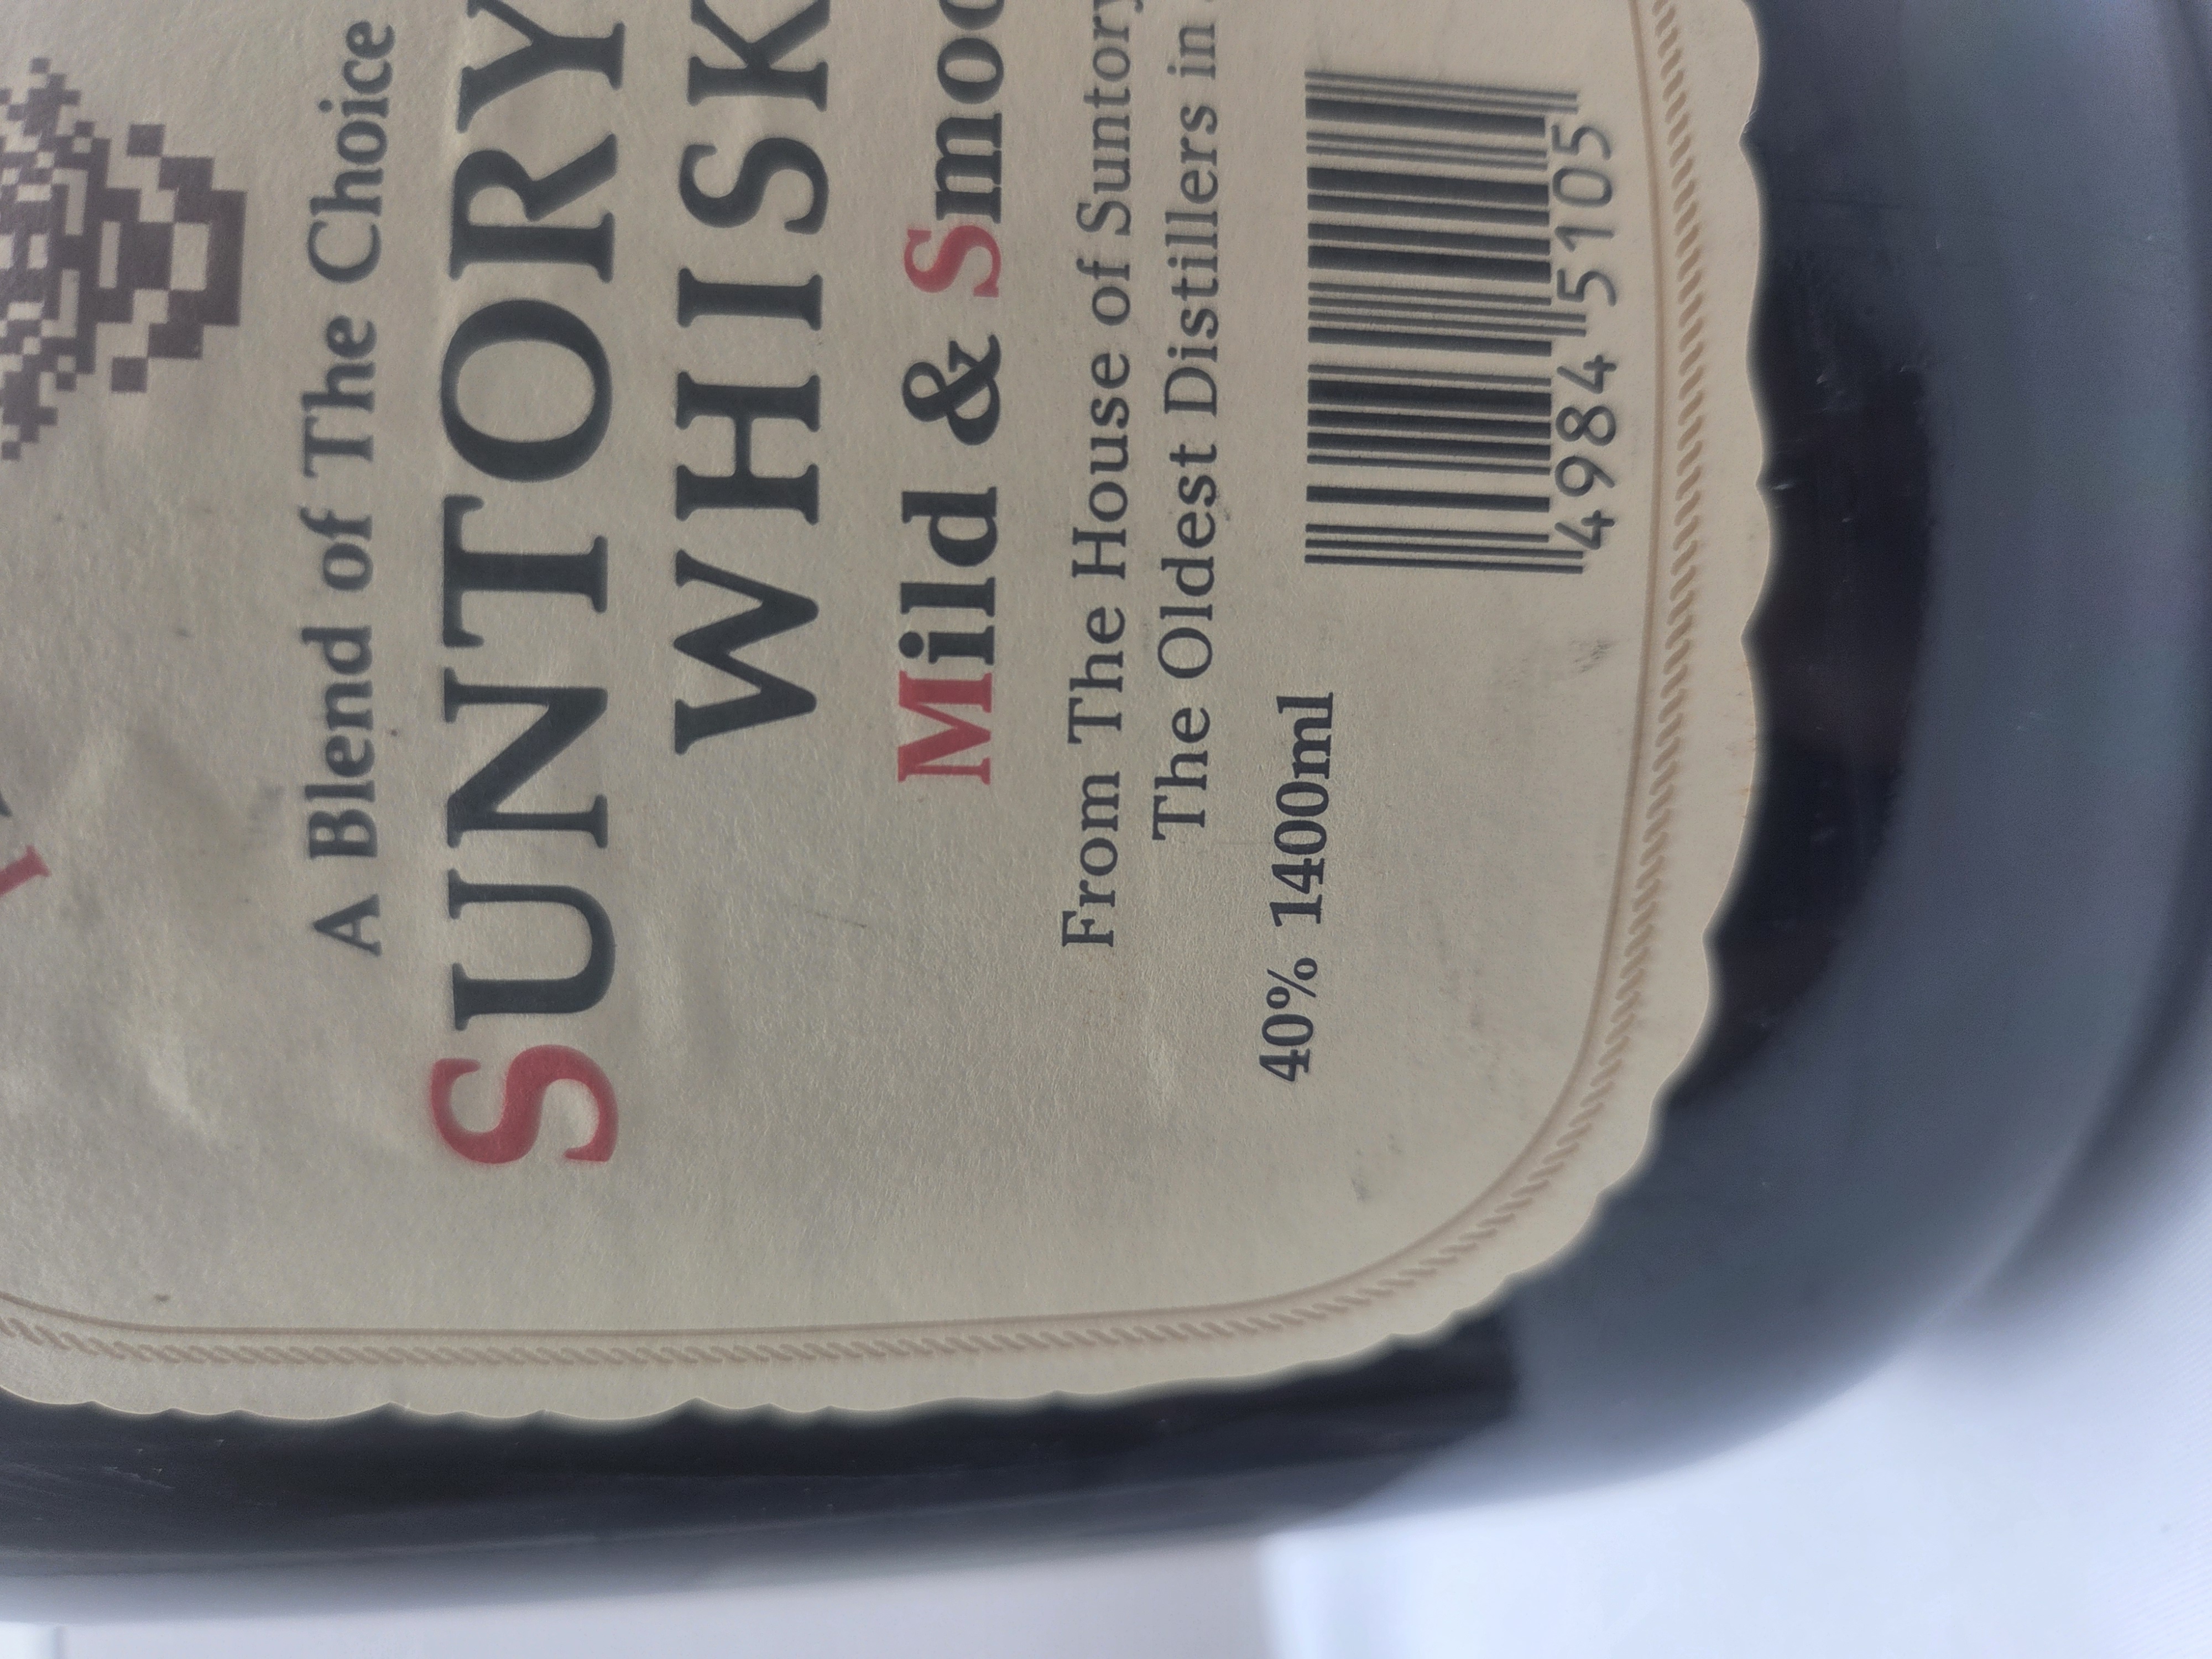 A Blend of The Choice
SUNTORY
WHISK
Mild & Smoo
From The House of Suntory
The Oldest Distillers in
40% 1400ml
4984 5105